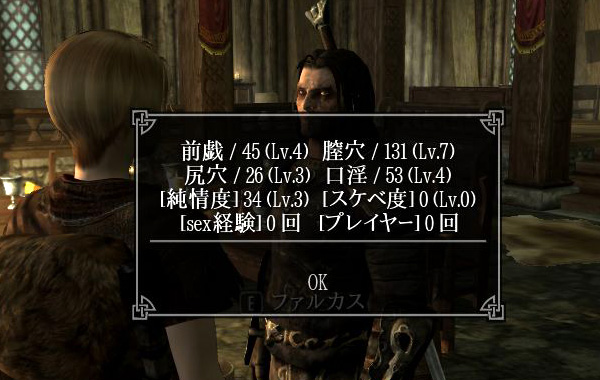 前戯 / 45 (Lv.4) 膣穴 / 131 (Lv.7)
尻穴 / 26 (Lv.3) 口淫 / 53 (Lv.4)
[純情度] 34 (Lv.3) [スケベ度] 0 (Lv.0)
[sex経験] 0 回 [プレイヤー] 0 回
OK
E ファルカス